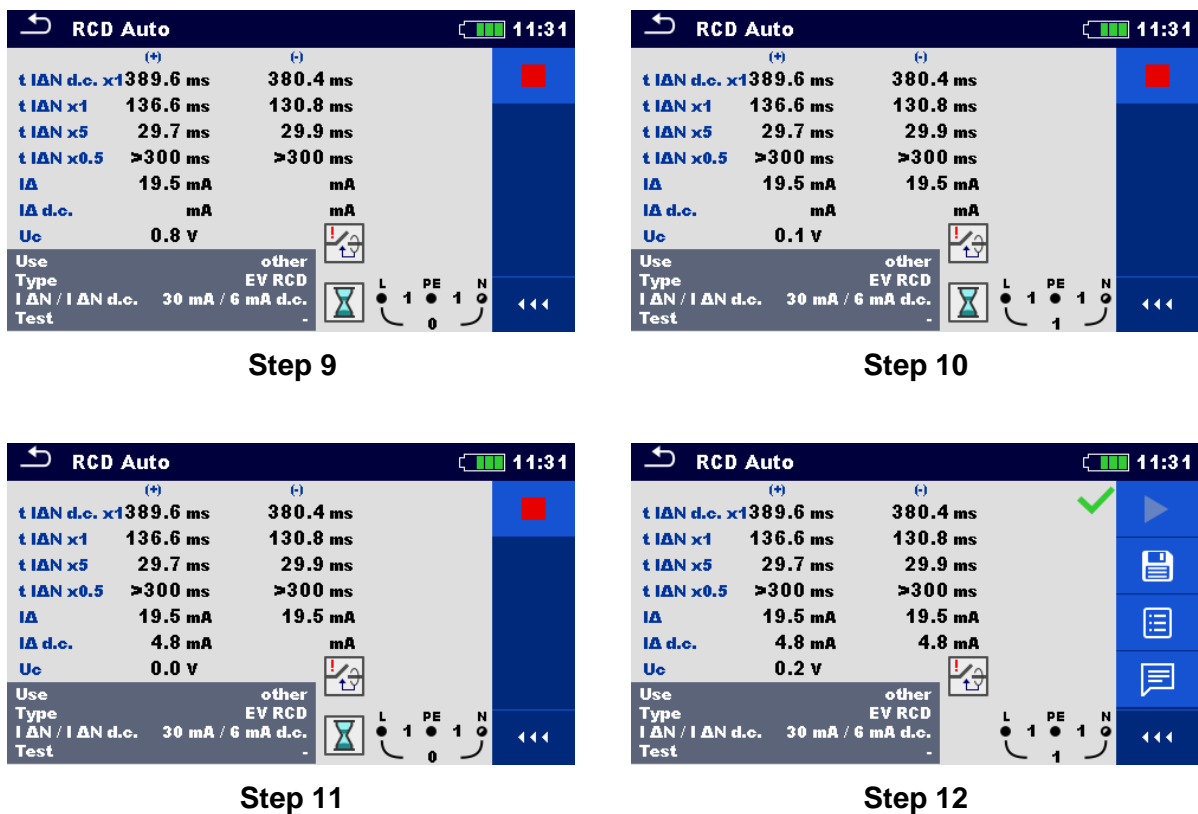 RCD Auto 11:31
(+) (-)
t IΔN d.c. x1 389.6 ms 380.4 ms
t IΔN x1 136.6 ms 130.8 ms
t IΔN x5 29.7 ms 29.9 ms
t IΔN x0.5 >300 ms >300 ms
IΔ 19.5 mA mA
IΔ d.c. mA mA
Uc 0.8 V
Use other
Type EV RCD
I ΔN / I ΔN d.c. 30 mA / 6 mA d.c.
Test -
L PE N
1 1
0
Step 9
RCD Auto 11:31
(+) (-)
t IΔN d.c. x1 389.6 ms 380.4 ms
t IΔN x1 136.6 ms 130.8 ms
t IΔN x5 29.7 ms 29.9 ms
t IΔN x0.5 >300 ms >300 ms
IΔ 19.5 mA 19.5 mA
IΔ d.c. mA mA
Uc 0.1 V
Use other
Type EV RCD
I ΔN / I ΔN d.c. 30 mA / 6 mA d.c.
Test -
L PE N
1 1
1
Step 10
RCD Auto 11:31
(+) (-)
t IΔN d.c. x1 389.6 ms 380.4 ms
t IΔN x1 136.6 ms 130.8 ms
t IΔN x5 29.7 ms 29.9 ms
t IΔN x0.5 >300 ms >300 ms
IΔ 19.5 mA 19.5 mA
IΔ d.c. 4.8 mA mA
Uc 0.0 V
Use other
Type EV RCD
I ΔN / I ΔN d.c. 30 mA / 6 mA d.c.
Test -
L PE N
1 1
0
Step 11
RCD Auto 11:31
(+) (-)
t IΔN d.c. x1 389.6 ms 380.4 ms
t IΔN x1 136.6 ms 130.8 ms
t IΔN x5 29.7 ms 29.9 ms
t IΔN x0.5 >300 ms >300 ms
IΔ 19.5 mA 19.5 mA
IΔ d.c. 4.8 mA 4.8 mA
Uc 0.2 V
Use other
Type EV RCD
I ΔN / I ΔN d.c. 30 mA / 6 mA d.c.
Test -
L PE N
1 1
1
Step 12